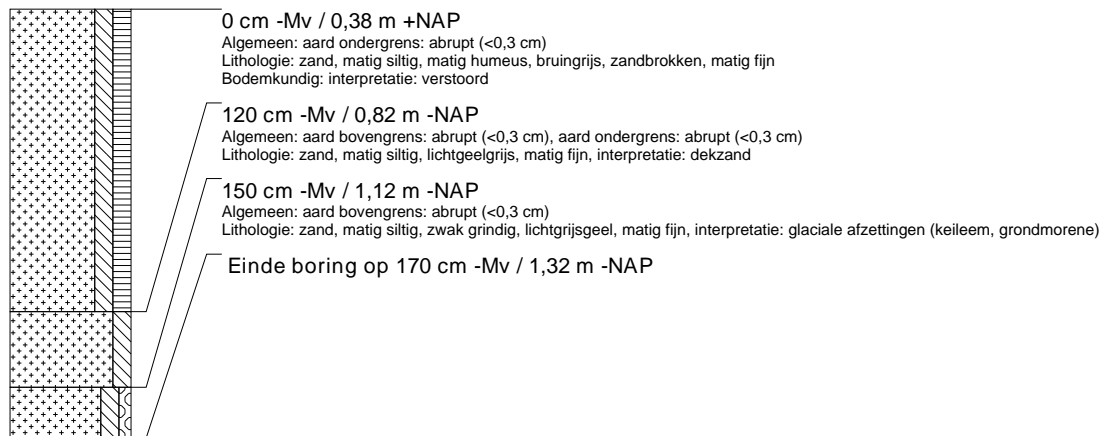 0 cm -Mv / 0,38 m +NAP
Algemeen: aard ondergrens: abrupt (<0,3 cm)
Lithologie: zand, matig siltig, matig humeus, bruingrijs, zandbrokken, matig fijn
Bodemkundig: interpretatie: verstoord
120 cm -Mv / 0,82 m -NAP
Algemeen: aard bovengrens: abrupt (<0,3 cm), aard ondergrens: abrupt (<0,3 cm)
Lithologie: zand, matig siltig, lichtgeelgrijs, matig fijn, interpretatie: dekzand
150 cm -Mv / 1,12 m -NAP
Algemeen: aard bovengrens: abrupt (<0,3 cm)
Lithologie: zand, matig siltig, zwak grindig, lichtgrijsgeel, matig fijn, interpretatie: glaciale afzettingen (keileem, grondmorene)
Einde boring op 170 cm -Mv / 1,32 m -NAP